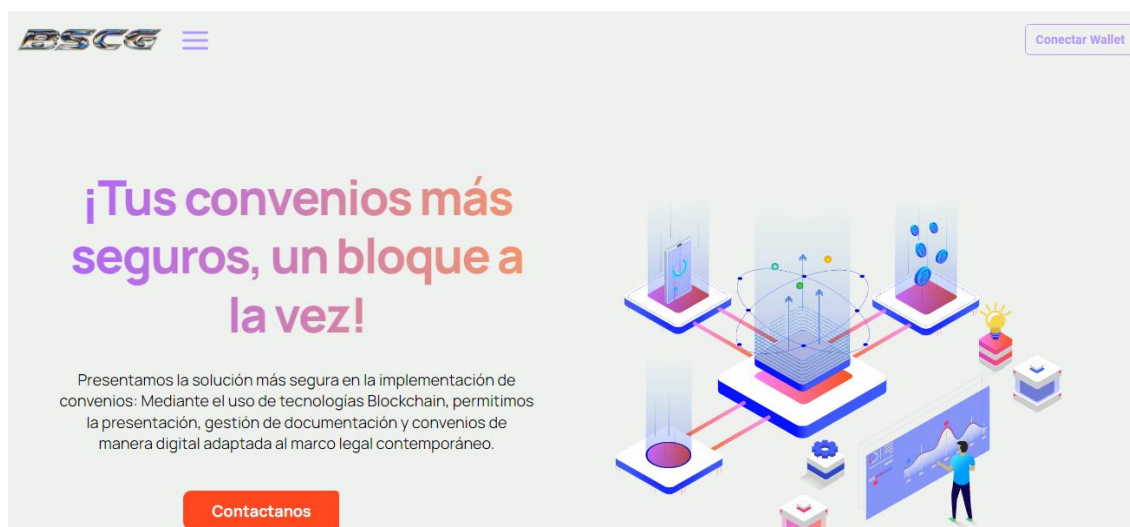 BSCG
Conectar Wallet
¡Tus convenios más
seguros, un bloque a
la vez!
Presentamos la solución más segura en la implementación de
convenios: Mediante el uso de tecnologías Blockchain, permitimos
la presentación, gestión de documentación y convenios de
manera digital adaptada al marco legal contemporáneo.
Contactanos